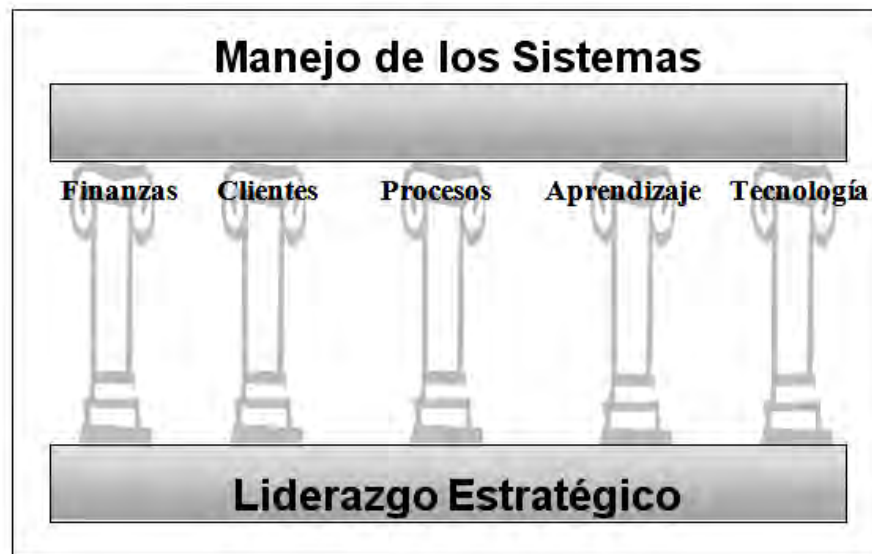 Manejo de los Sistemas
Finanzas Clientes Procesos Aprendizaje Tecnología
Liderazgo Estratégico